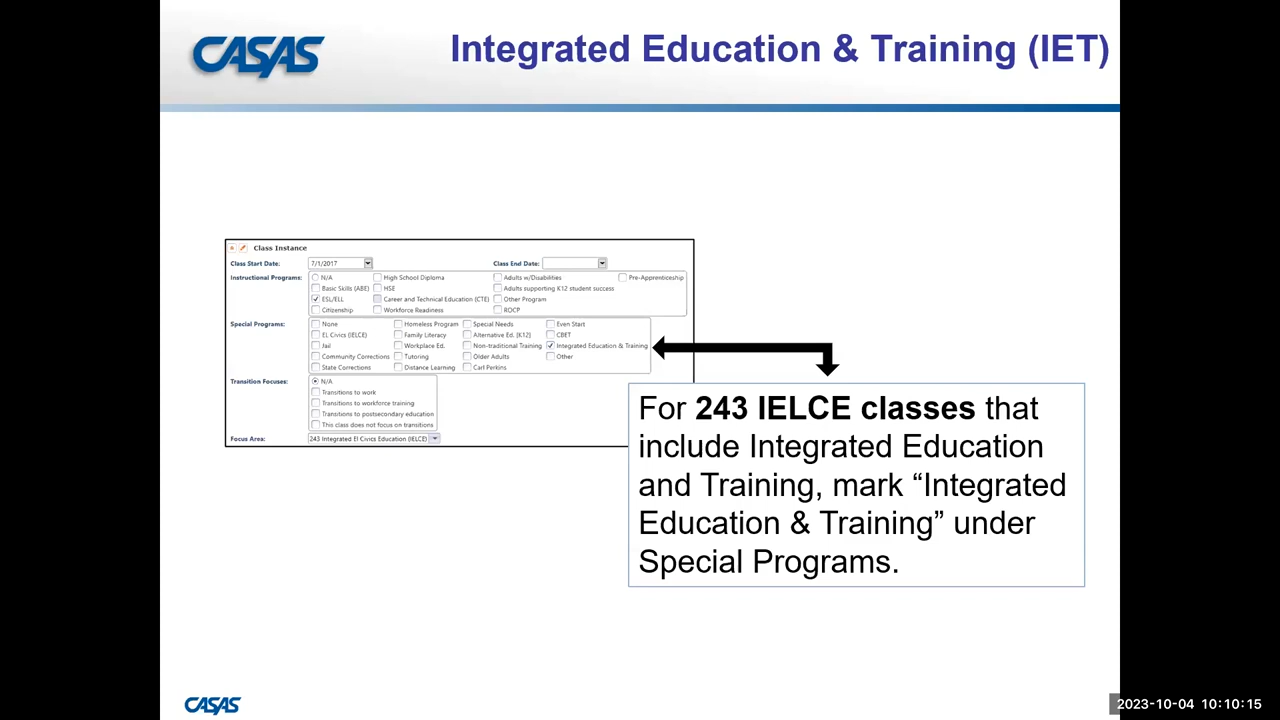 CASAS
Integrated Education & Training (IET)
Class Instance
Class Start Date: 7/1/2017 Class End Date:
Instructional Programs: N/A High School Diploma Adults w/Disabilities Pre-Apprenticeship
Basic Skills (ABE) HSE Adults supporting K12 student success
ESL/ELL Career and Technical Education (CTE) Other Program
Citizenship Workforce Readiness ROCP
Special Programs: None Homeless Program Special Needs Even Start
EL Civics (IELCE) Family Literacy Alternative Ed. [K12] CBET
Jail Workplace Ed. Non-traditional Training Integrated Education & Training
Community Corrections Tutoring Older Adults Other
State Corrections Distance Learning Carl Perkins
Transition Focuses: N/A
Transitions to work
Transitions to workforce training
Transitions to postsecondary education
This class does not focus on transitions
Focus Area: 243 Integrated El Civics Education (IELCE)
For 243 IELCE classes that
include Integrated Education
and Training, mark “Integrated
Education & Training” under
Special Programs.
CASAS
2023-10-04 10:10:15